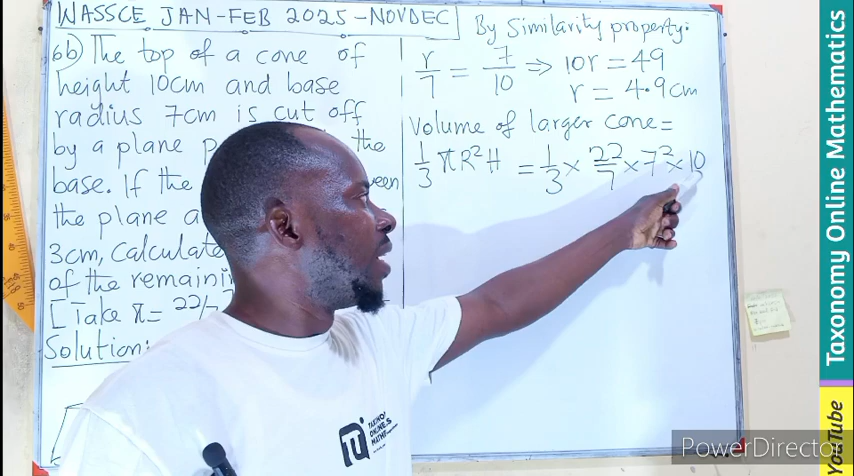 WASSCE JAN-FEB 2025 - NOVDEC
6b) The top of a cone of
height 10cm and base
radius 7cm is cut off
by a plane the
base. If the
the plane a
3cm, Calculate
of the
[Take π = 22/7
Solution:
By Similarity property:
r/7 = 7/10 ⇒ 10r = 49
r = 4.9cm
Volume of larger cone =
1/3 πR²H = 1/3 × 22/7 × 7² × 10
Taxonomy Online Mathematics
YouTube
PowerDirector